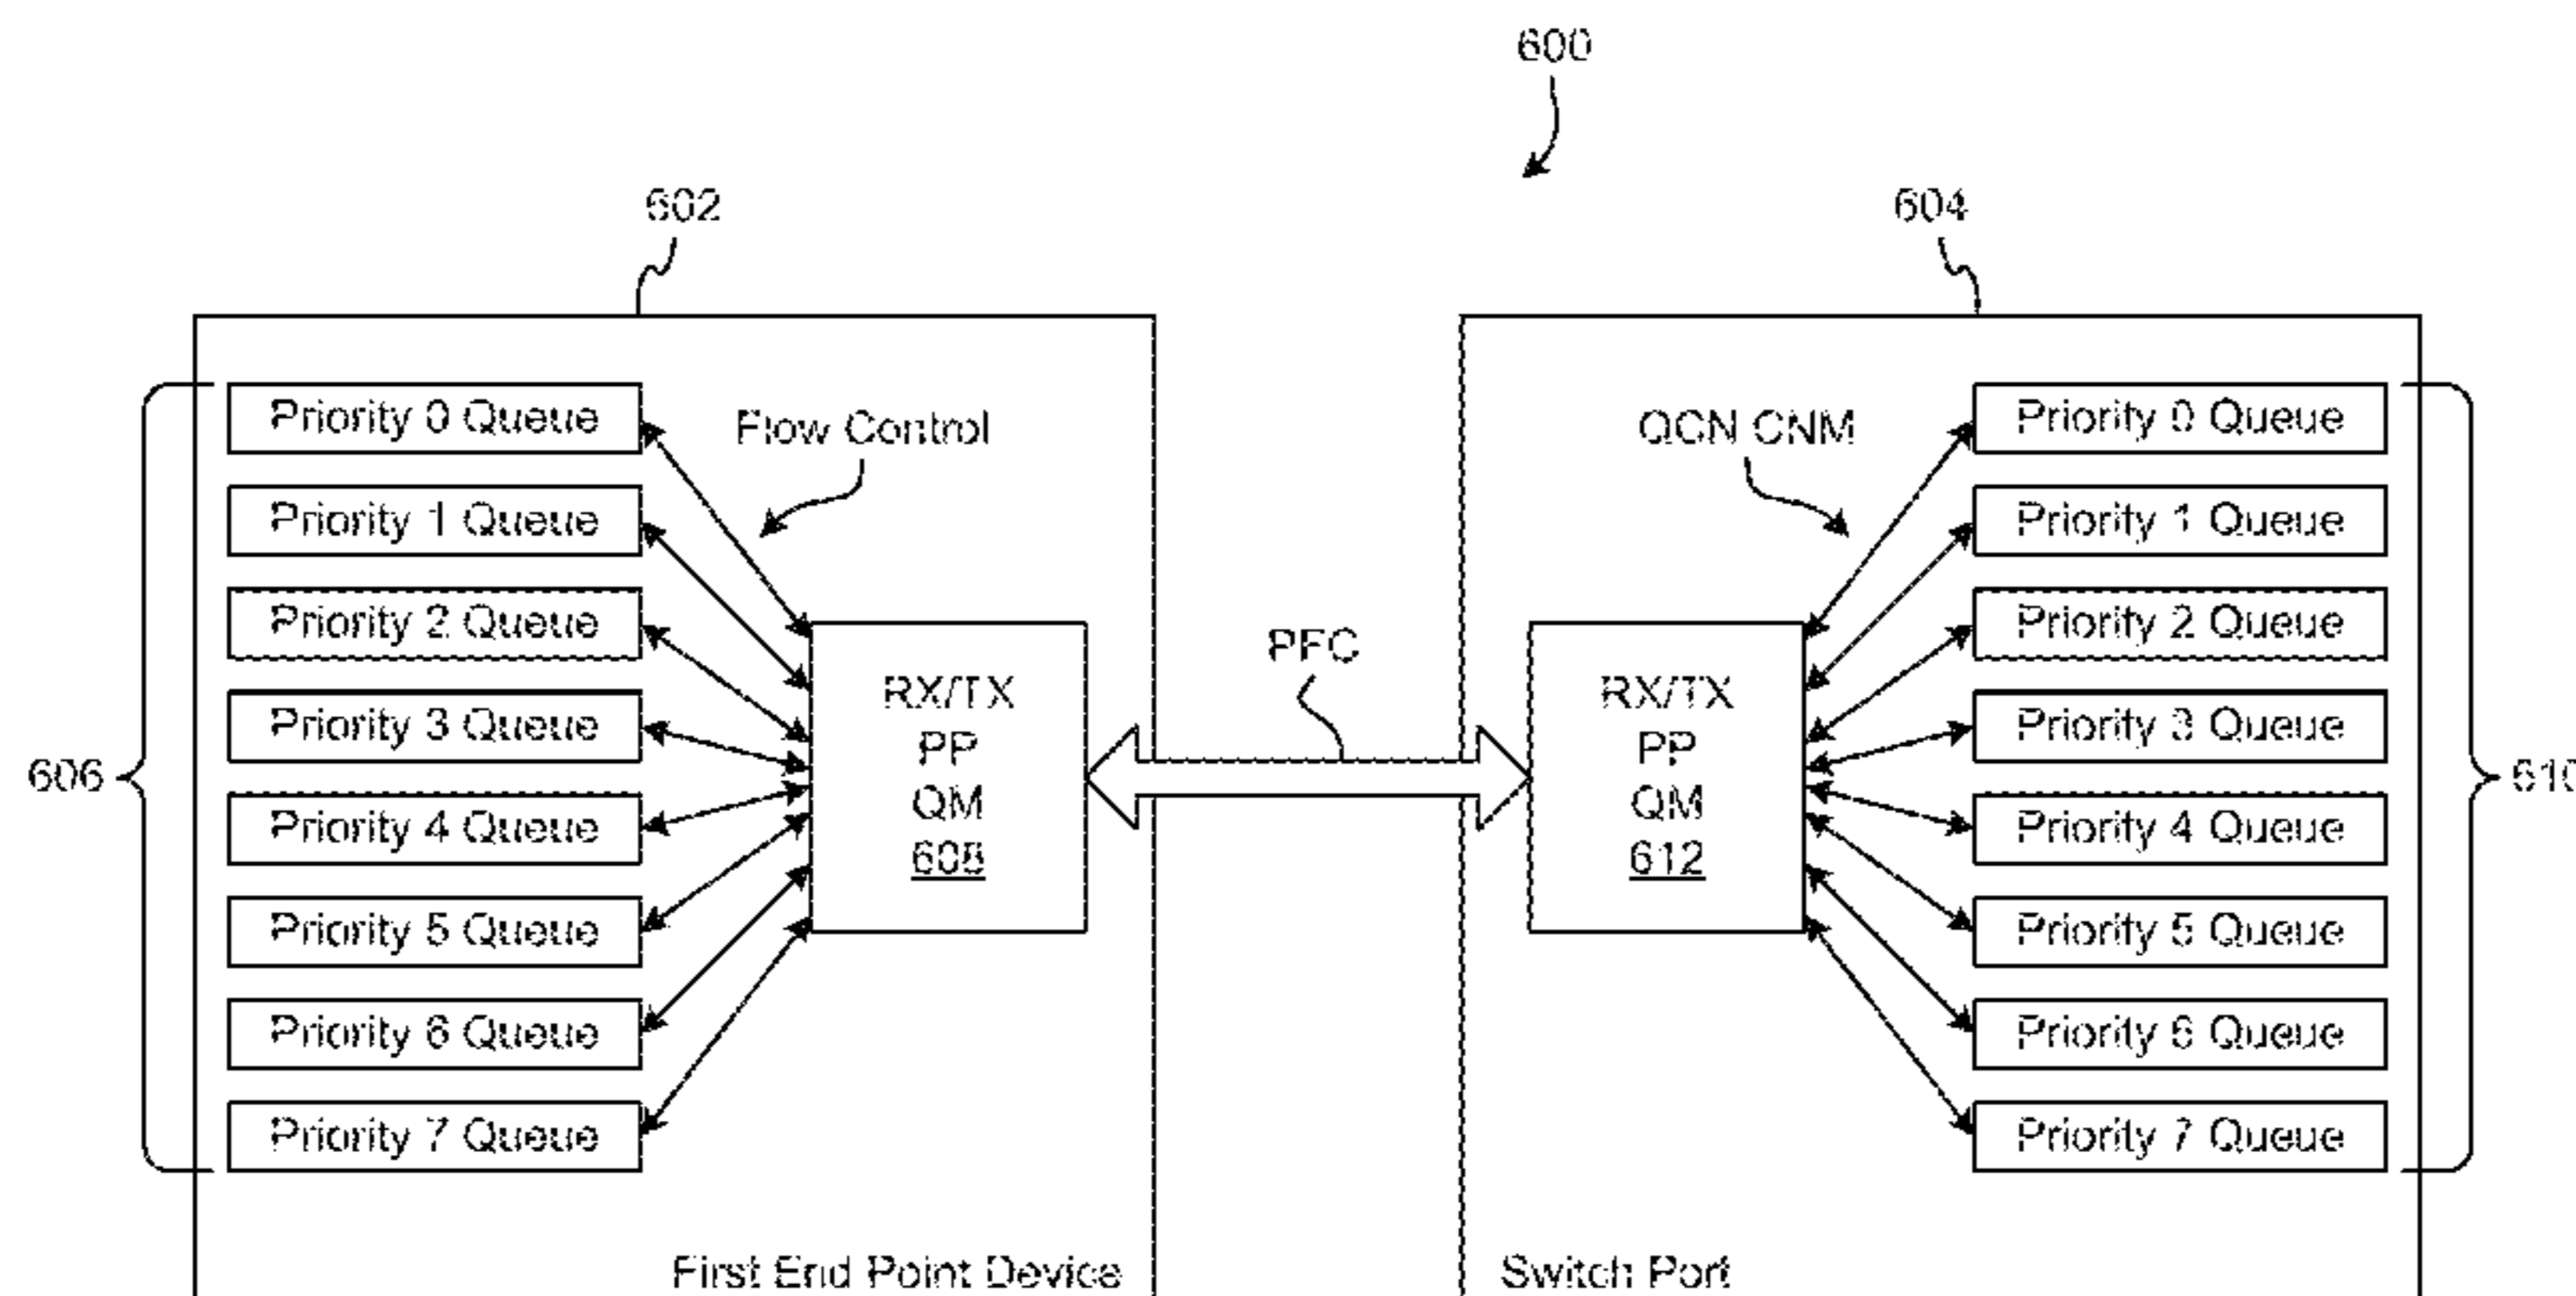 600
602
604
Priority 0 Queue
Priority 1 Queue
Priority 2 Queue
Priority 3 Queue
Priority 4 Queue
Priority 5 Queue
Priority 6 Queue
Priority 7 Queue
606
Flow Control
RX/TX
PP
QM
608
First End Point Device
PFC
QCN CNM
RX/TX
PP
QM
612
Priority 0 Queue
Priority 1 Queue
Priority 2 Queue
Priority 3 Queue
Priority 4 Queue
Priority 5 Queue
Priority 6 Queue
Priority 7 Queue
610
Switch Port